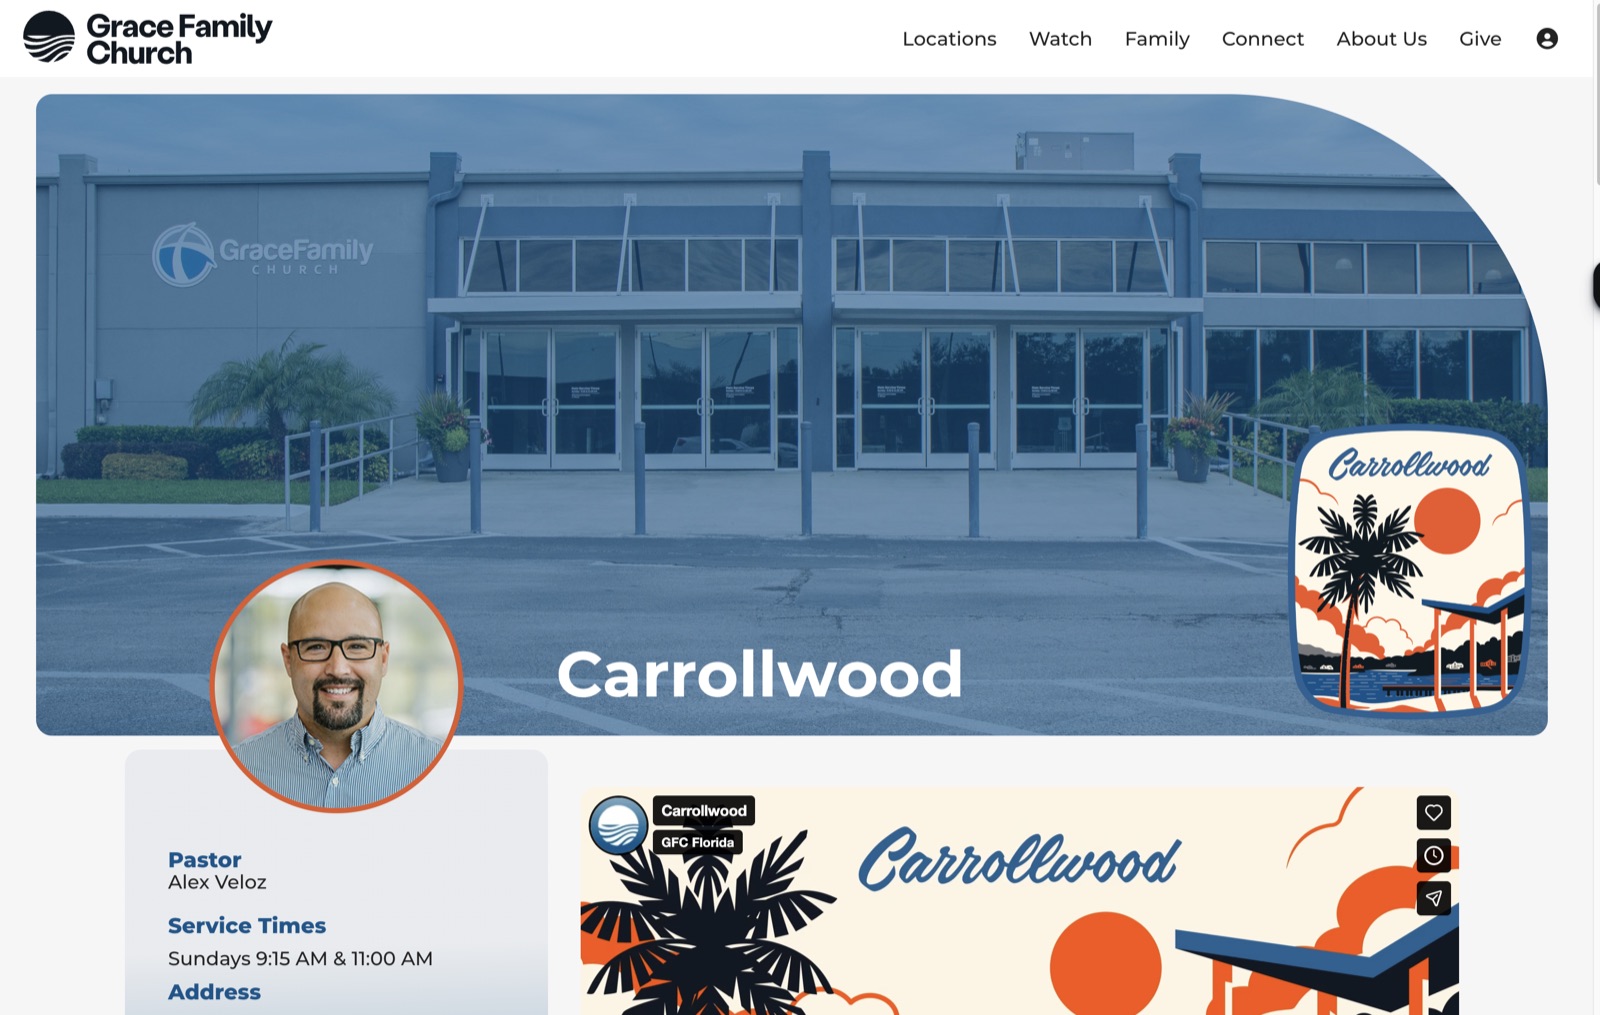 Grace Family
Church
Locations
Watch
Family
Connect
About Us
Give
GraceFamily
CHURCH
Carrollwood
Carrollwood
Carrollwood
GFC Florida
Carrollwood
Pastor
Alex Veloz
Service Times
Sundays 9:15 AM & 11:00 AM
Address